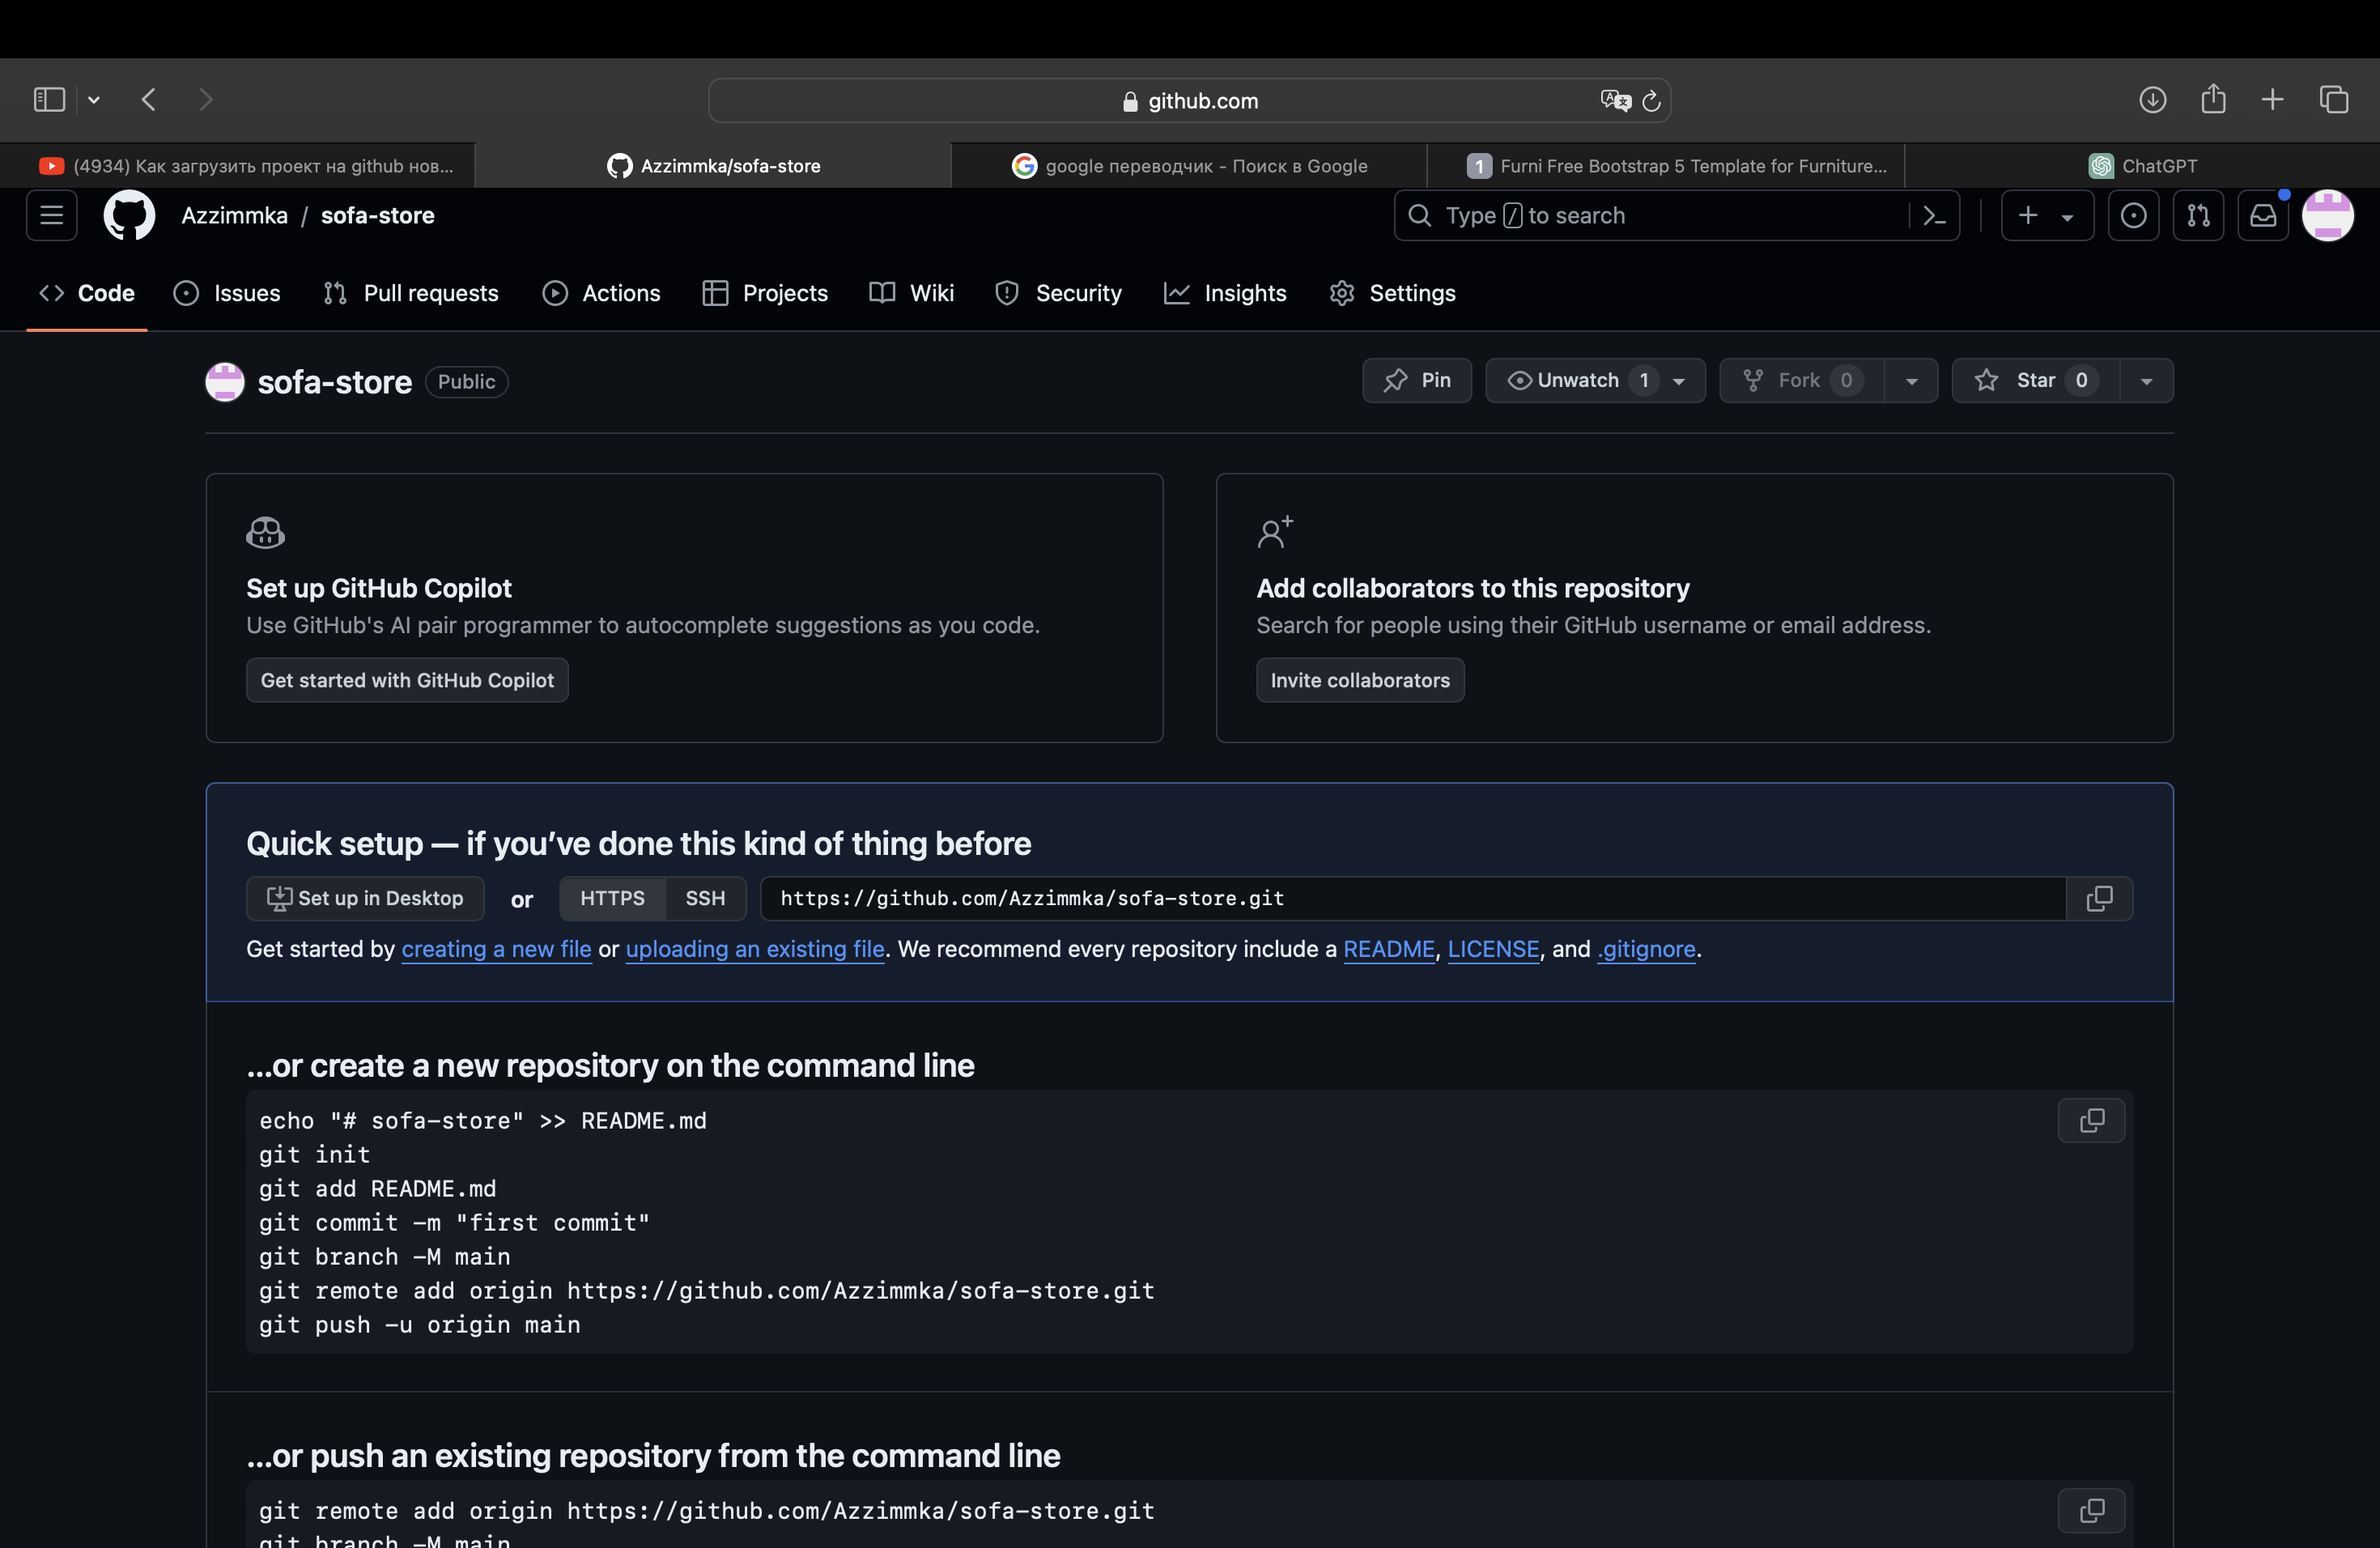 github.com
(4934) Как загрузить проект на github нов...
Azzimmka/sofa-store
google переводчик - Поиск в Google
1 Furni Free Bootstrap 5 Template for Furniture...
ChatGPT
Azzimmka / sofa-store
Type / to search
Code Issues Pull requests Actions Projects Wiki Security Insights Settings
sofa-store Public
Pin Unwatch 1 Fork 0 Star 0
Set up GitHub Copilot
Use GitHub's AI pair programmer to autocomplete suggestions as you code.
Get started with GitHub Copilot
Add collaborators to this repository
Search for people using their GitHub username or email address.
Invite collaborators
Quick setup — if you’ve done this kind of thing before
Set up in Desktop or HTTPS SSH https://github.com/Azzimmka/sofa-store.git
Get started by creating a new file or uploading an existing file. We recommend every repository include a README, LICENSE, and .gitignore.
...or create a new repository on the command line
echo "# sofa-store" >> README.md
git init
git add README.md
git commit -m "first commit"
git branch -M main
git remote add origin https://github.com/Azzimmka/sofa-store.git
git push -u origin main
...or push an existing repository from the command line
git remote add origin https://github.com/Azzimmka/sofa-store.git
git branch -M main